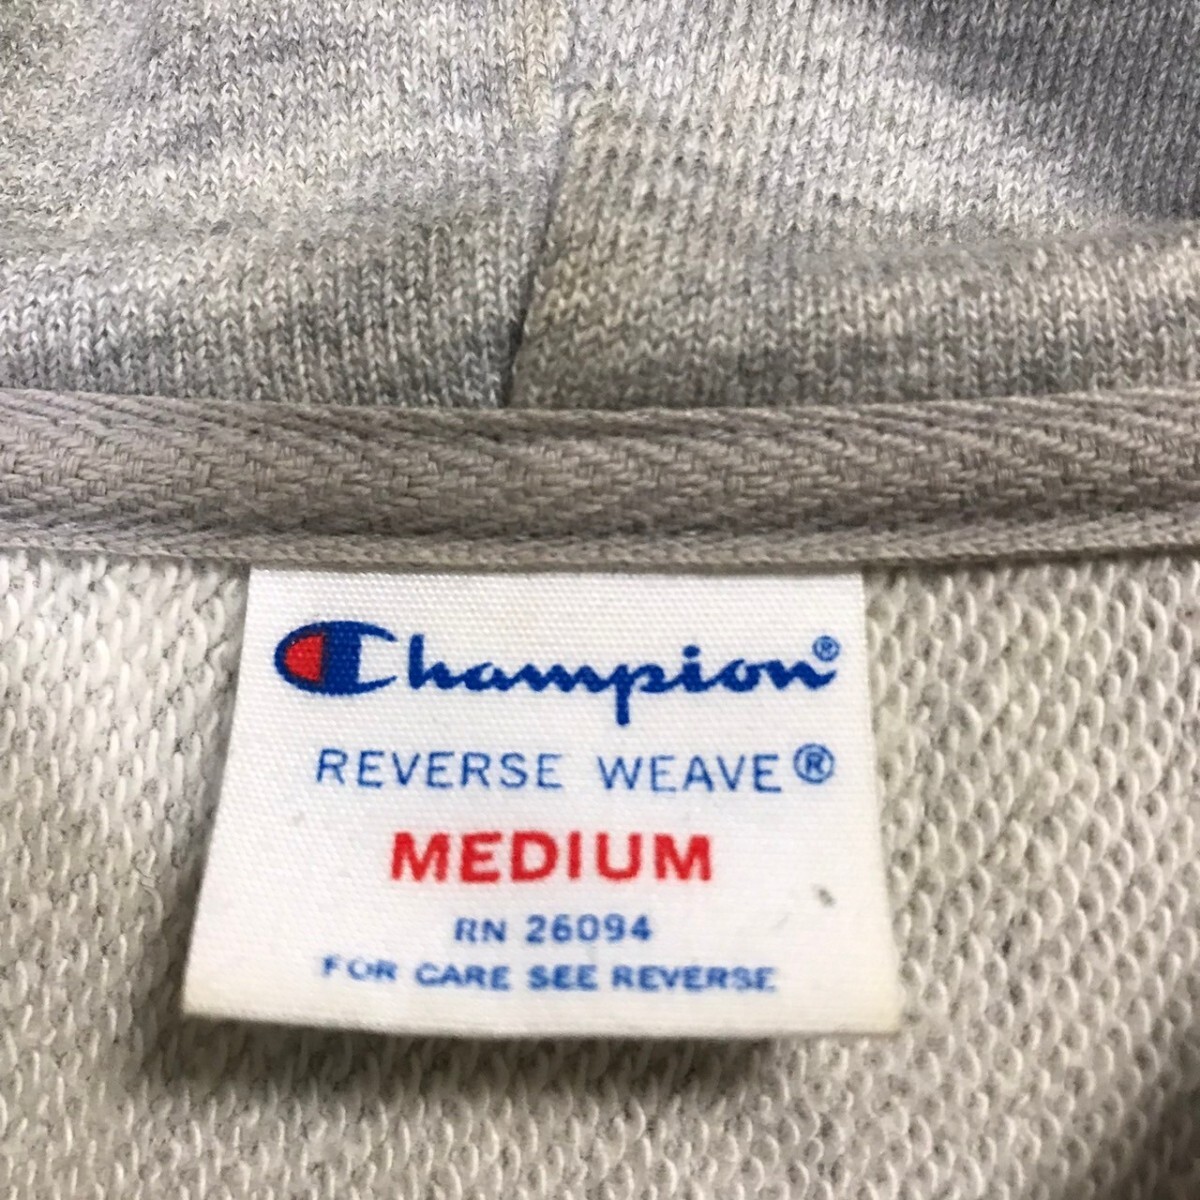 Champion®
REVERSE WEAVE®
MEDIUM
RN 26094
FOR CARE SEE REVERSE